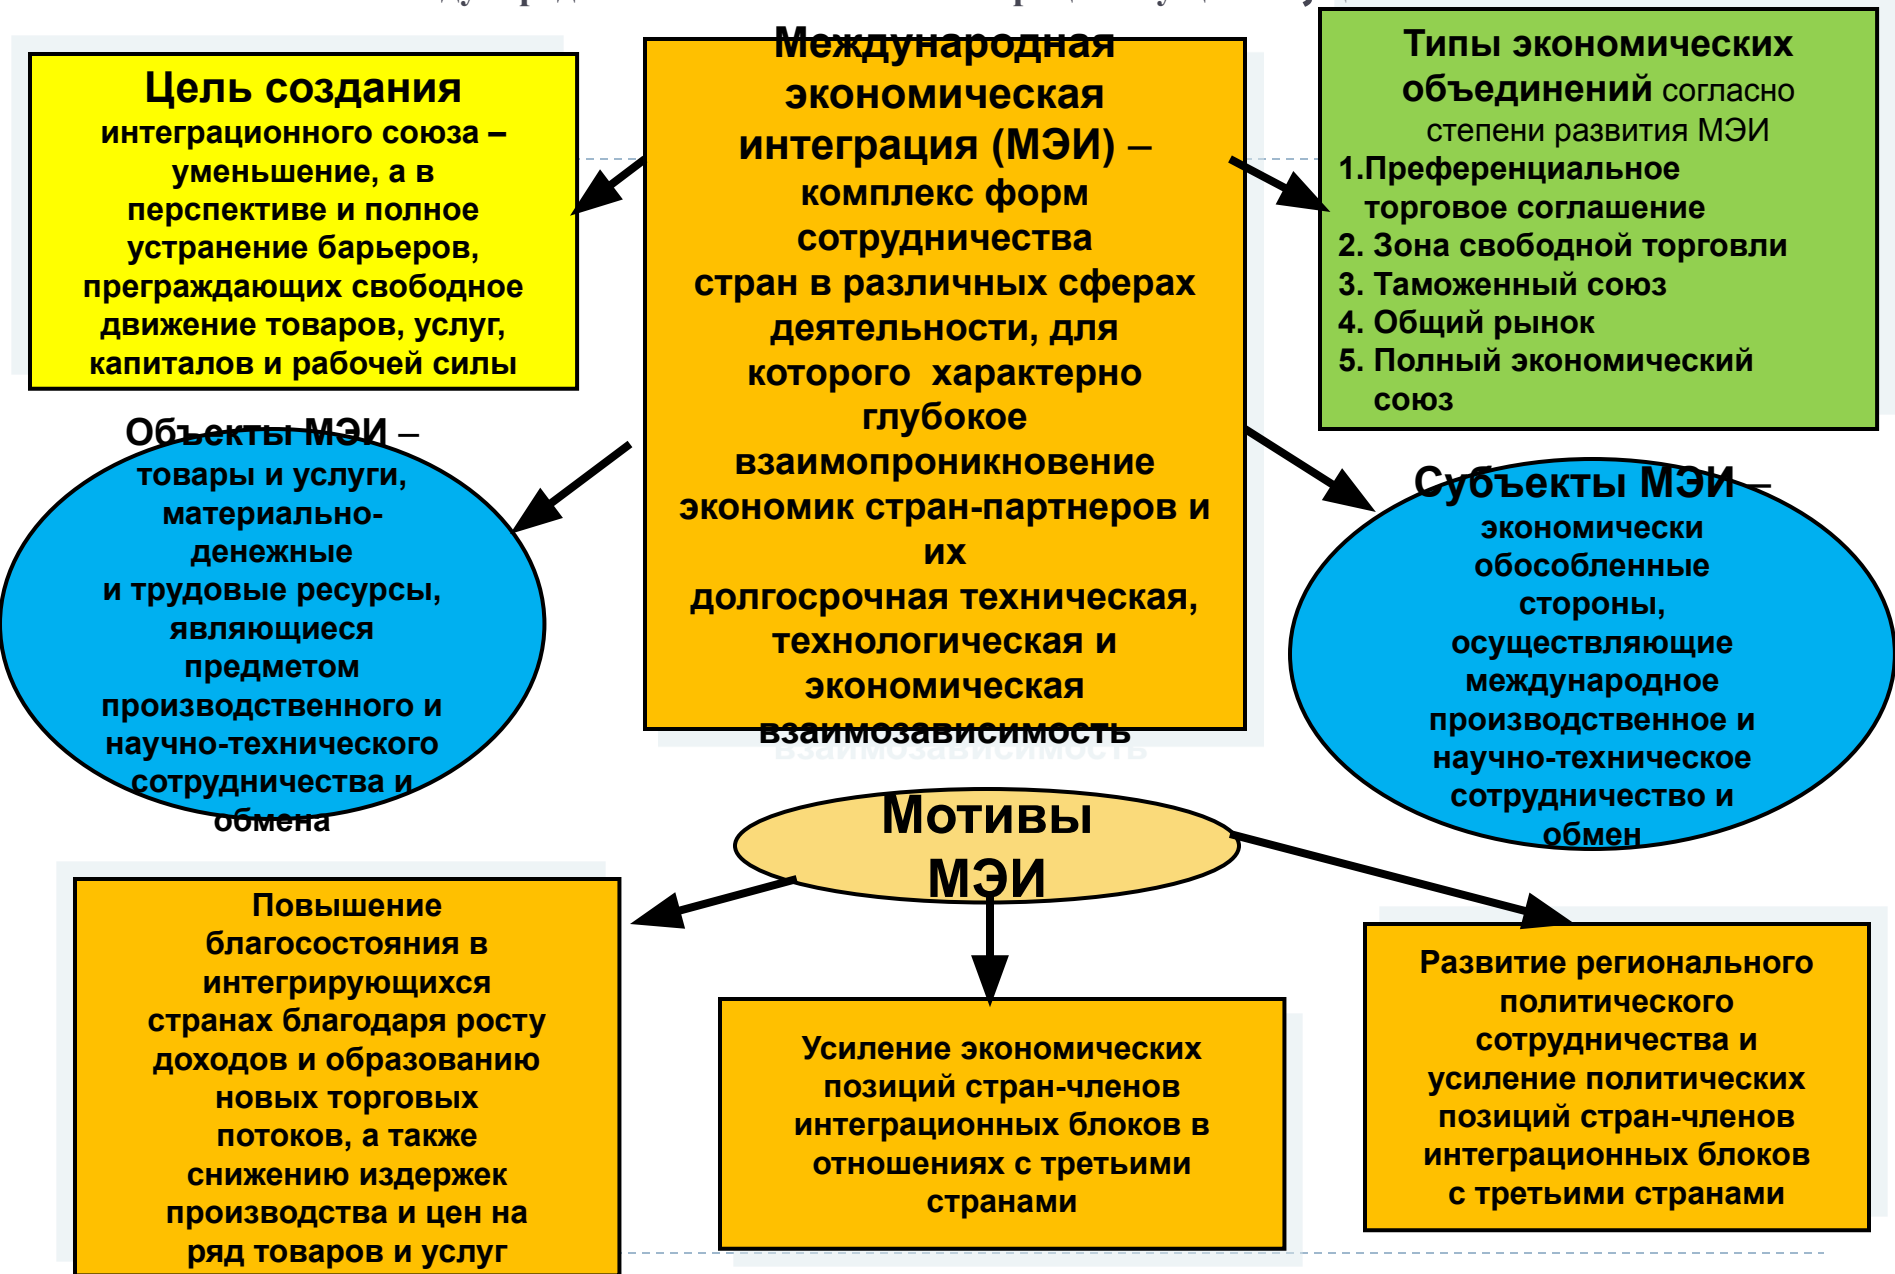 Цель создания
интеграционного союза –
уменьшение, а в
перспективе и полное
устранение барьеров,
преграждающих свободное
движение товаров, услуг,
капиталов и рабочей силы
Международная
экономическая
интеграция (МЭИ) –
комплекс форм
сотрудничества
стран в различных сферах
деятельности, для
которого характерно
глубокое
взаимопроникновение
экономик стран-партнеров и
их
долгосрочная техническая,
технологическая и
экономическая
взаимозависимость
Типы экономических
объединений согласно
степени развития МЭИ
1.Преференциальное
торговое соглашение
2. Зона свободной торговли
3. Таможенный союз
4. Общий рынок
5. Полный экономический
союз
Объекты МЭИ –
товары и услуги,
материально-
денежные
и трудовые ресурсы,
являющиеся
предметом
производственного и
научно-технического
сотрудничества и
обмена
Субъекты МЭИ –
экономически
обособленные
стороны,
осуществляющие
международное
производственное и
научно-техническое
сотрудничество и
обмен
Мотивы
МЭИ
Повышение
благосостояния в
интегрирующихся
странах благодаря росту
доходов и образованию
новых торговых
потоков, а также
снижению издержек
производства и цен на
ряд товаров и услуг
Усиление экономических
позиций стран-членов
интеграционных блоков в
отношениях с третьими
странами
Развитие регионального
политического
сотрудничества и
усиление политических
позиций стран-членов
интеграционных блоков
с третьими странами